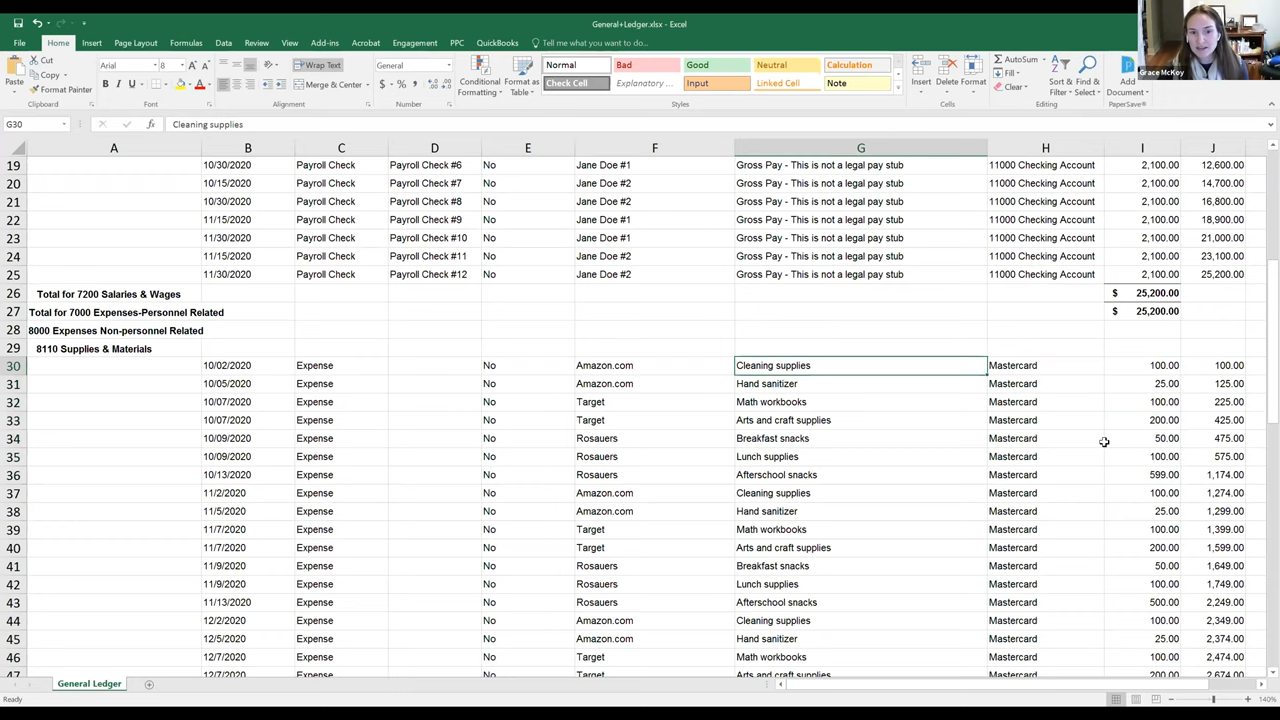 General+Ledger.xlsx - Excel
File Home Insert Page Layout Formulas Data Review View Add-ins Acrobat Engagement PPC QuickBooks Tell me what you want to do...
Grace McKoy
Paste Cut Copy Format Painter Clipboard
Arial 8 B I U Font
Wrap Text Merge & Center Alignment
General $ % Number
Conditional Formatting Format as Table
Normal Bad Good Neutral Calculation
Check Cell Explanatory ... Input Linked Cell Note
Styles
Insert Delete Format Cells
AutoSum Fill Clear Sort & Filter Find & Select Editing
Add Document PaperSave
G30 fx Cleaning supplies
A B C D E F G H I J
19 10/30/2020 Payroll Check Payroll Check #6 No Jane Doe #1 Gross Pay - This is not a legal pay stub 11000 Checking Account 2,100.00 12,600.00
20 10/15/2020 Payroll Check Payroll Check #7 No Jane Doe #2 Gross Pay - This is not a legal pay stub 11000 Checking Account 2,100.00 14,700.00
21 10/30/2020 Payroll Check Payroll Check #8 No Jane Doe #2 Gross Pay - This is not a legal pay stub 11000 Checking Account 2,100.00 16,800.00
22 11/15/2020 Payroll Check Payroll Check #9 No Jane Doe #1 Gross Pay - This is not a legal pay stub 11000 Checking Account 2,100.00 18,900.00
23 11/30/2020 Payroll Check Payroll Check #10 No Jane Doe #1 Gross Pay - This is not a legal pay stub 11000 Checking Account 2,100.00 21,000.00
24 11/15/2020 Payroll Check Payroll Check #11 No Jane Doe #2 Gross Pay - This is not a legal pay stub 11000 Checking Account 2,100.00 23,100.00
25 11/30/2020 Payroll Check Payroll Check #12 No Jane Doe #2 Gross Pay - This is not a legal pay stub 11000 Checking Account 2,100.00 25,200.00
26 Total for 7200 Salaries & Wages $ 25,200.00
27 Total for 7000 Expenses-Personnel Related $ 25,200.00
28 8000 Expenses Non-personnel Related
29 8110 Supplies & Materials
30 10/02/2020 Expense No Amazon.com Cleaning supplies Mastercard 100.00 100.00
31 10/05/2020 Expense No Amazon.com Hand sanitizer Mastercard 25.00 125.00
32 10/07/2020 Expense No Target Math workbooks Mastercard 100.00 225.00
33 10/07/2020 Expense No Target Arts and craft supplies Mastercard 200.00 425.00
34 10/09/2020 Expense No Rosauers Breakfast snacks Mastercard 50.00 475.00
35 10/09/2020 Expense No Rosauers Lunch supplies Mastercard 100.00 575.00
36 10/13/2020 Expense No Rosauers Afterschool snacks Mastercard 599.00 1,174.00
37 11/2/2020 Expense No Amazon.com Cleaning supplies Mastercard 100.00 1,274.00
38 11/5/2020 Expense No Amazon.com Hand sanitizer Mastercard 25.00 1,299.00
39 11/7/2020 Expense No Target Math workbooks Mastercard 100.00 1,399.00
40 11/7/2020 Expense No Target Arts and craft supplies Mastercard 200.00 1,599.00
41 11/9/2020 Expense No Rosauers Breakfast snacks Mastercard 50.00 1,649.00
42 11/9/2020 Expense No Rosauers Lunch supplies Mastercard 100.00 1,749.00
43 11/13/2020 Expense No Rosauers Afterschool snacks Mastercard 500.00 2,249.00
44 12/2/2020 Expense No Amazon.com Cleaning supplies Mastercard 100.00 2,349.00
45 12/5/2020 Expense No Amazon.com Hand sanitizer Mastercard 25.00 2,374.00
46 12/7/2020 Expense No Target Math workbooks Mastercard 100.00 2,474.00
47 12/7/2020 Expense No Target Arts and craft supplies Mastercard 200.00 2,674.00
General Ledger
Ready 140%